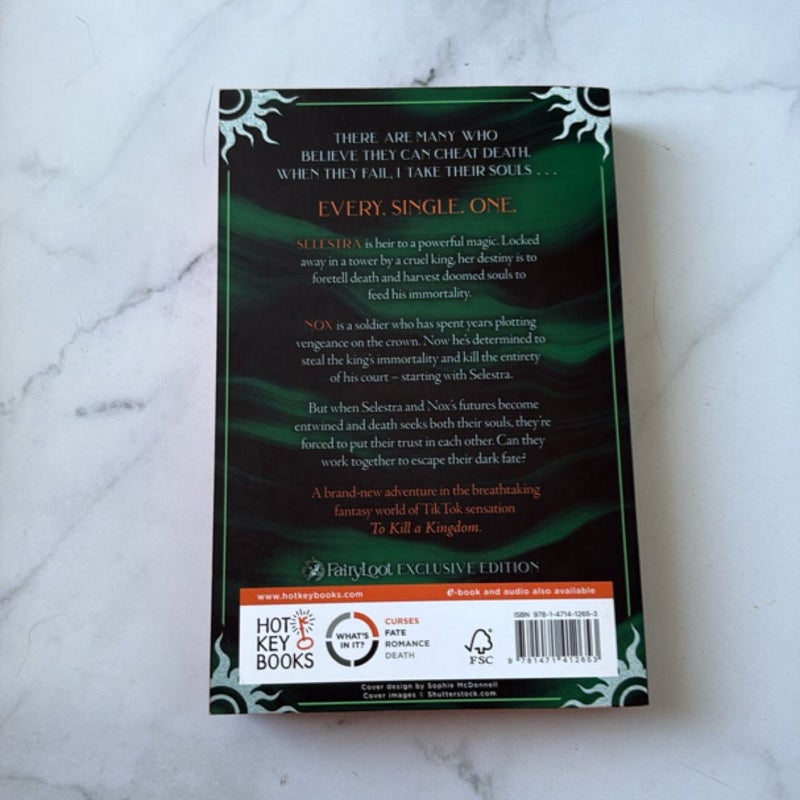 THERE ARE MANY WHO
BELIEVE THEY CAN CHEAT DEATH.
WHEN THEY FAIL, I TAKE THEIR SOULS . . .
EVERY. SINGLE. ONE.
SELESTRA is heir to a powerful magic. Locked
away in a tower by a cruel king, her destiny is to
foretell death and harvest doomed souls to
feed his immortality.
NOX is a soldier who has spent years plotting
vengeance on the crown. Now he's determined to
steal the king's immortality and kill the entirety
of his court – starting with Selestra.
But when Selestra and Nox's futures become
entwined and death seeks both their souls, they're
forced to put their trust in each other. Can they
work together to escape their dark fate?
A brand-new adventure in the breathtaking
fantasy world of TikTok sensation
To Kill a Kingdom.
FairyLoot EXCLUSIVE EDITION
www.hotkeybooks.com
e-book and audio also available
HOT
KEY
BOOKS
WHAT'S
IN IT?
CURSES
FATE
ROMANCE
DEATH
FSC
ISBN 978-1-4714-1265-3
9 781471 412653
Cover design by Sophie McDonnell
Cover images © Shutterstock.com